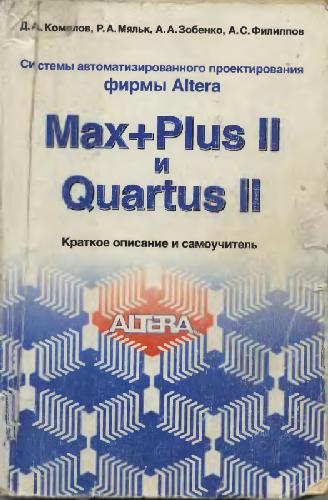 Д.А.Комолов, Р.А.Мяльк, А.А.Зобенко, А.С.Филиппов
Системы автоматизированного проектирования
фирмы Altera
Max+Plus II
и
Quartus II
Краткое описание и самоучитель
ALTERA